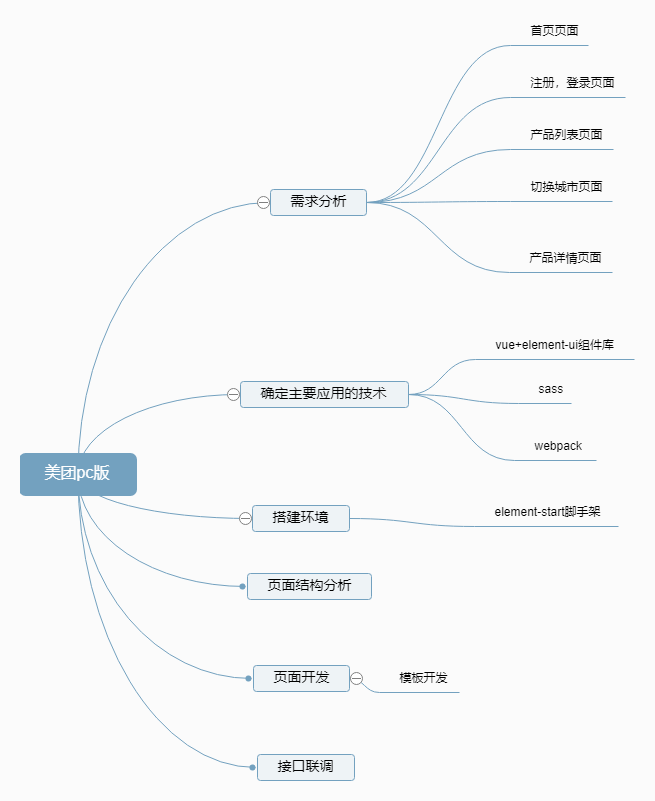 美团pc版
需求分析
首页页面
注册，登录页面
产品列表页面
切换城市页面
产品详情页面
确定主要应用的技术
vue+element-ui组件库
sass
webpack
搭建环境
element-start脚手架
页面结构分析
页面开发
模板开发
接口联调